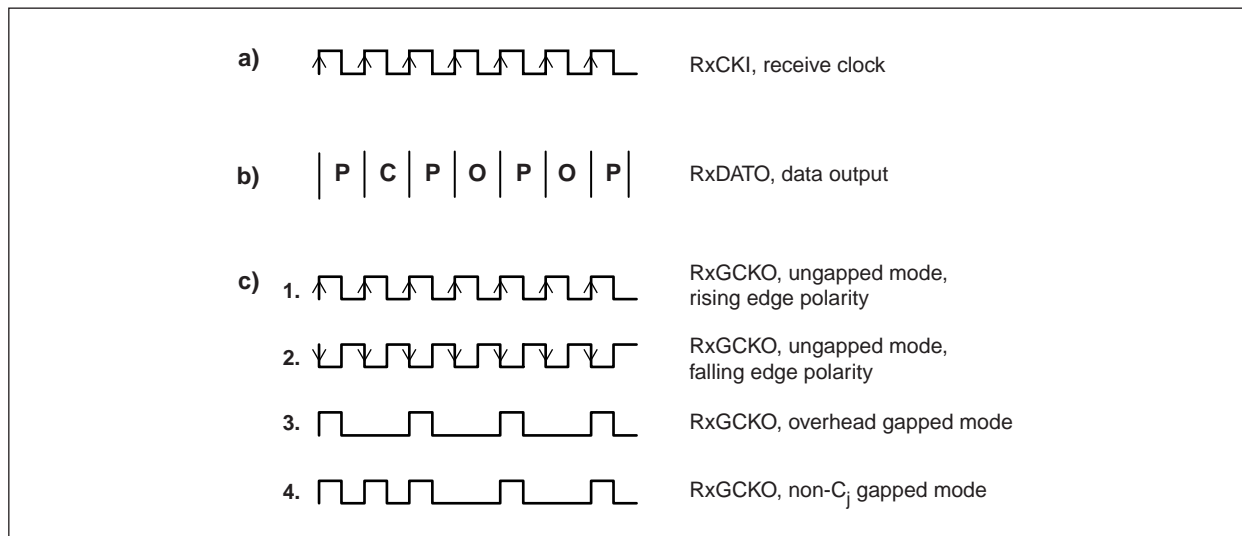 a) RxCKI, receive clock
b) P C P O P O P RxDATO, data output
c) 1. RxGCKO, ungapped mode,
rising edge polarity
2. RxGCKO, ungapped mode,
falling edge polarity
3. RxGCKO, overhead gapped mode
4. RxGCKO, non-Cj gapped mode